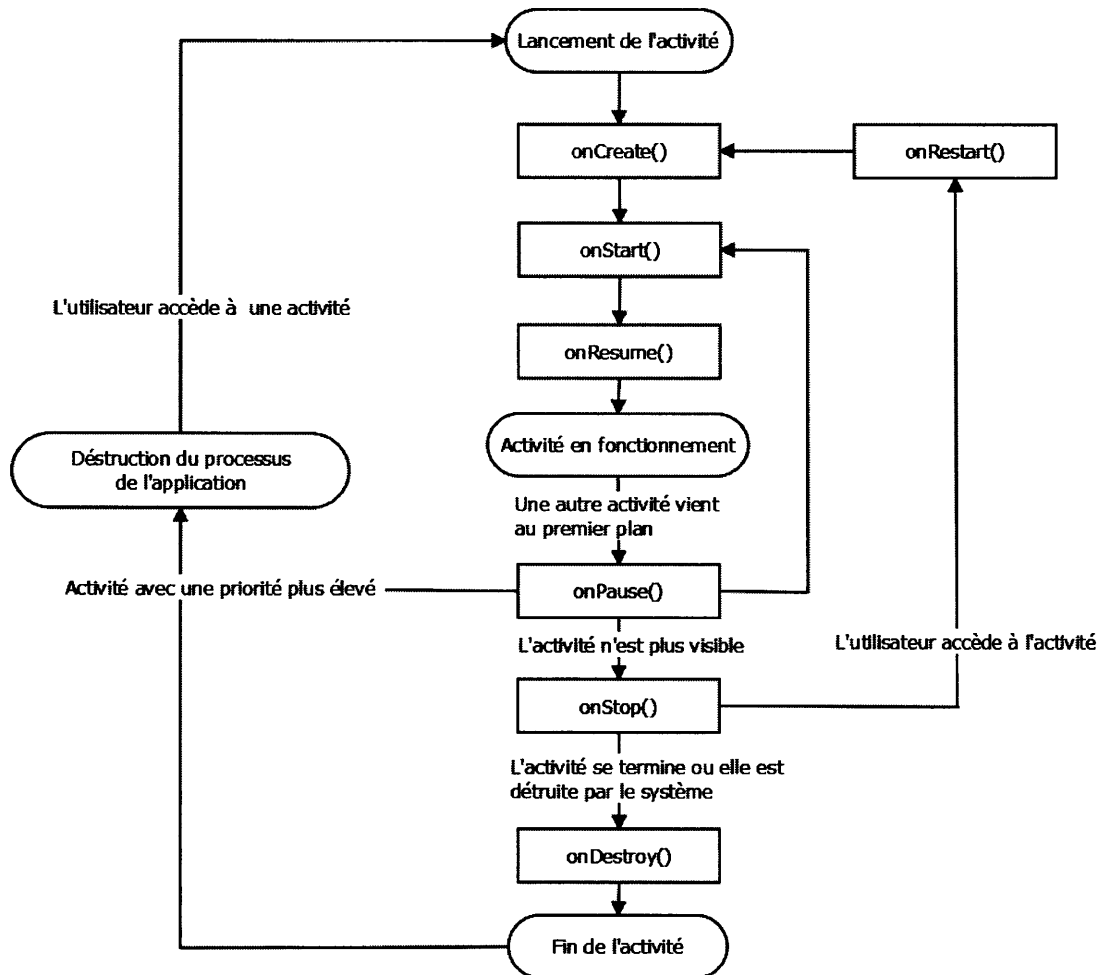 Lancement de l'activité
onCreate()
onRestart()
onStart()
L'utilisateur accède à une activité
onResume()
Activité en fonctionnement
Déstruction du processus
de l'application
Une autre activité vient
au premier plan
Activité avec une priorité plus élevé
onPause()
L'activité n'est plus visible
L'utilisateur accède à l'activité
onStop()
L'activité se termine ou elle est
détruite par le système
onDestroy()
Fin de l'activité